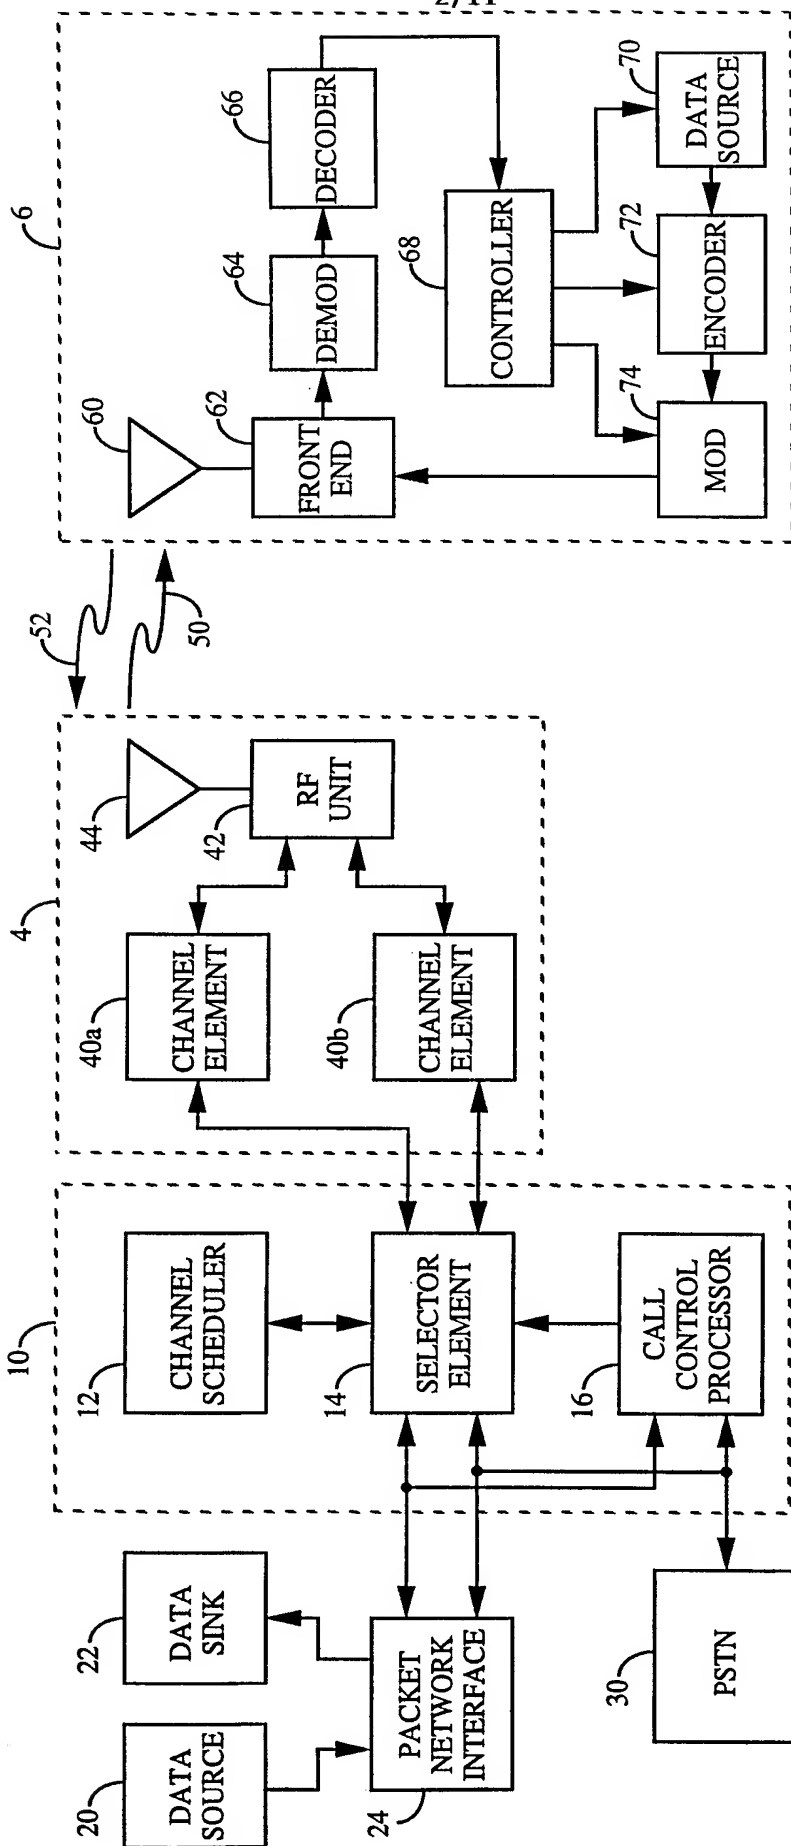 2/11
20
DATA
SOURCE
22
DATA
SINK
24
PACKET
NETWORK
INTERFACE
30
PSTN
10
12
CHANNEL
SCHEDULER
14
SELECTOR
ELEMENT
16
CALL
CONTROL
PROCESSOR
4
40a
CHANNEL
ELEMENT
40b
CHANNEL
ELEMENT
44
42
RF
UNIT
52
50
6
60
62
FRONT
END
64
DEMOD
66
DECODER
68
CONTROLLER
74
MOD
72
ENCODER
70
DATA
SOURCE